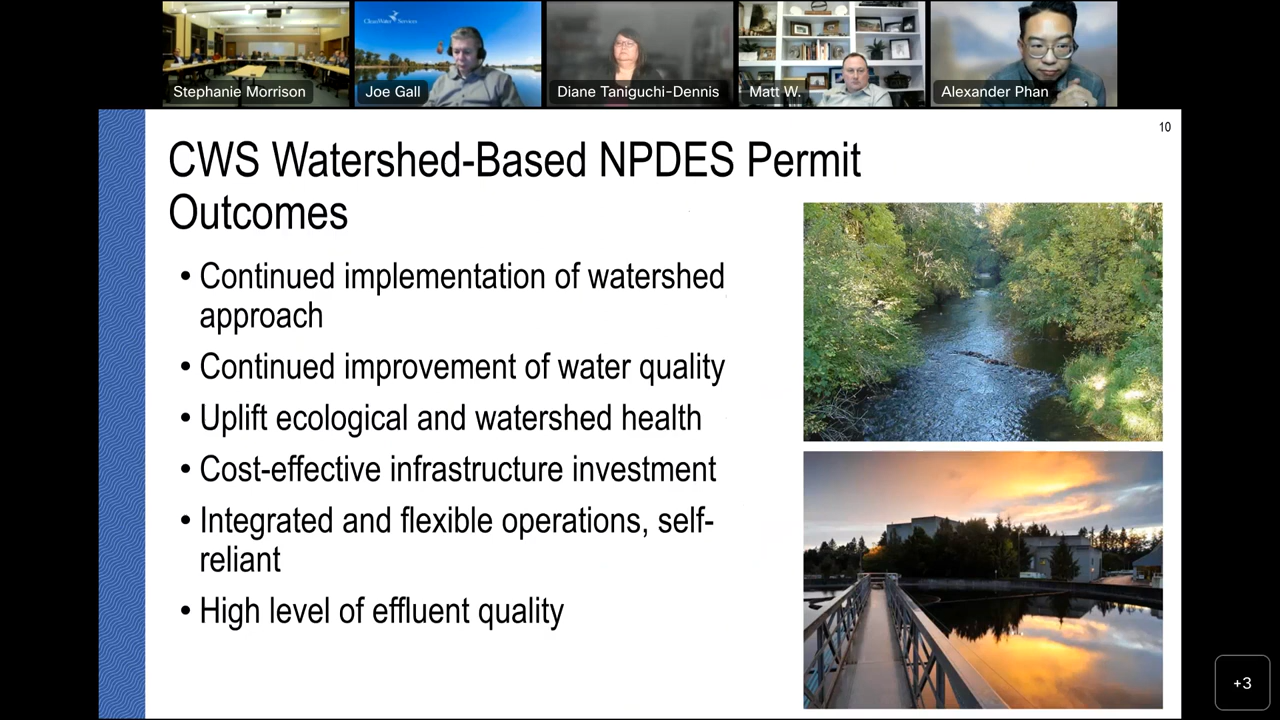 CleanWater Services
Stephanie Morrison
Joe Gall
Diane Taniguchi-Dennis
Matt W.
Alexander Phan
10
CWS Watershed-Based NPDES Permit
Outcomes
• Continued implementation of watershed
approach
• Continued improvement of water quality
• Uplift ecological and watershed health
• Cost-effective infrastructure investment
• Integrated and flexible operations, self-
reliant
• High level of effluent quality
+3